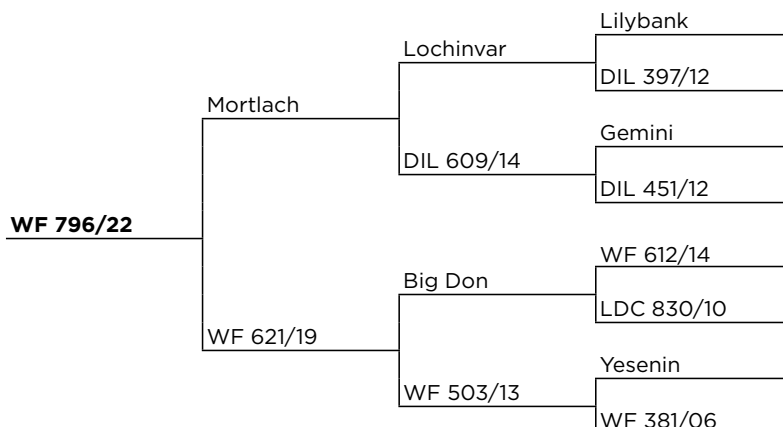 Lilybank
Lochinvar
DIL 397/12
Mortlach
Gemini
DIL 609/14
DIL 451/12
WF 796/22
WF 612/14
Big Don
LDC 830/10
WF 621/19
Yesenin
WF 503/13
WF 381/06